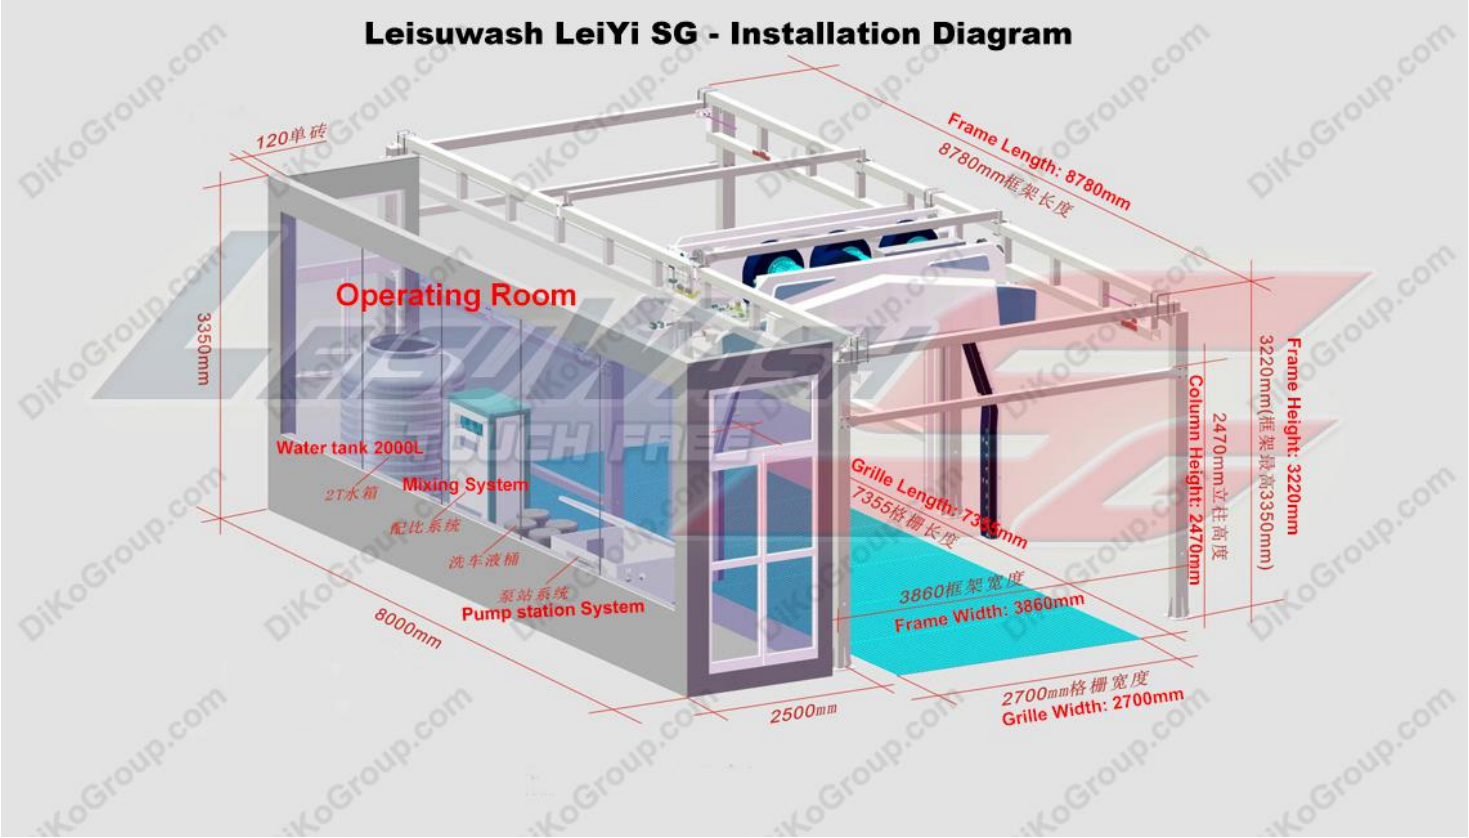 Leisuwash LeiYi SG - Installation Diagram
120单砖
Frame Length: 8780mm
8780mm框架长度
Operating Room
3350mm
Water tank 2000L
2T水箱
Mixing System
配比系统
洗车液桶
泵站系统
Pump station System
8000mm
2500mm
LEISUWASH
TOUCH FREE
Grille Length: 7355mm
7355格栅长度
3860框架宽度
Frame Width: 3860mm
2700mm格栅宽度
Grille Width: 2700mm
Column Height: 2470mm
2470mm立柱高度
3220mm(框架最高3350mm)
Frame Height: 3220mm
DiKoGroup.com